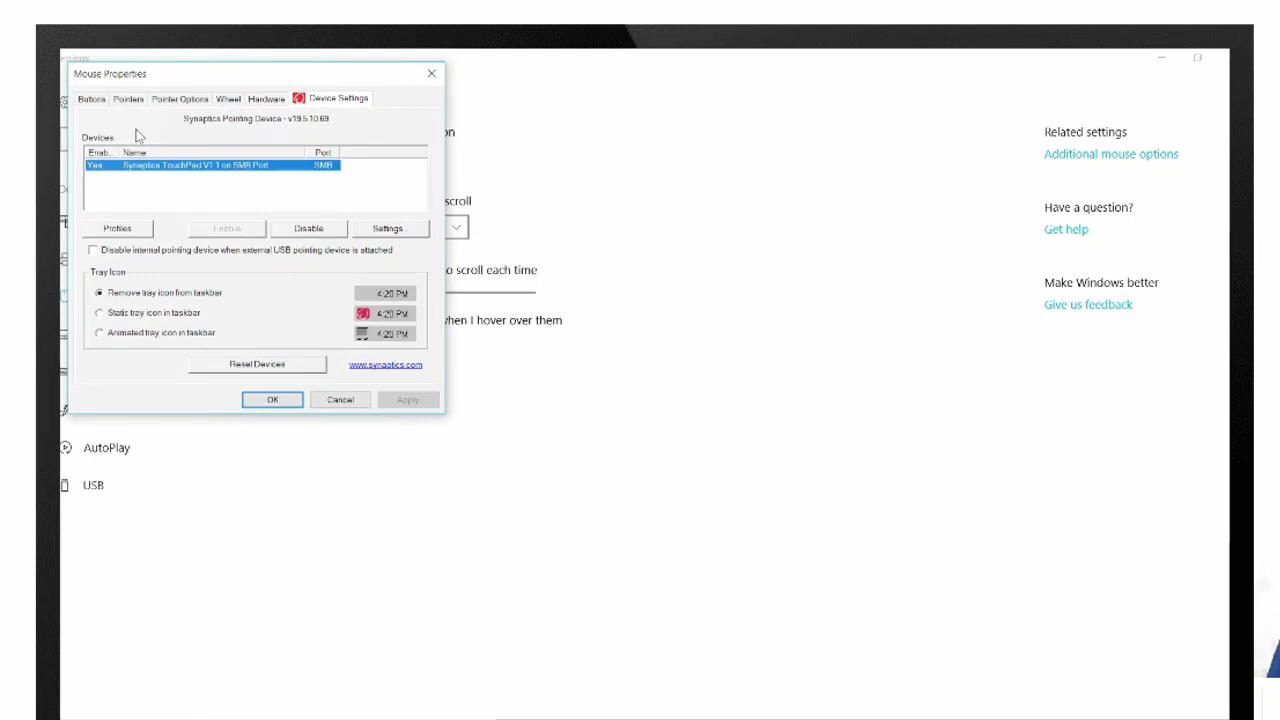 ettings
Mouse Properties
Buttons Pointers Pointer Options Wheel Hardware Device Settings
Synaptics Pointing Device - v19.5.10.69
Devices
Enab... Name Port
Yes Synaptics TouchPad V1.1 on SMB Port SMB
Profiles Enable Disable Settings...
Disable internal pointing device when external USB pointing device is attached
Tray Icon
Remove tray icon from taskbar 4:20 PM
Static tray icon in taskbar 4:20 PM
Animated tray icon in taskbar 4:20 PM
Reset Devices www.synaptics.com
OK Cancel Apply
on
scroll
o scroll each time
when I hover over them
AutoPlay
USB
Related settings
Additional mouse options
Have a question?
Get help
Make Windows better
Give us feedback